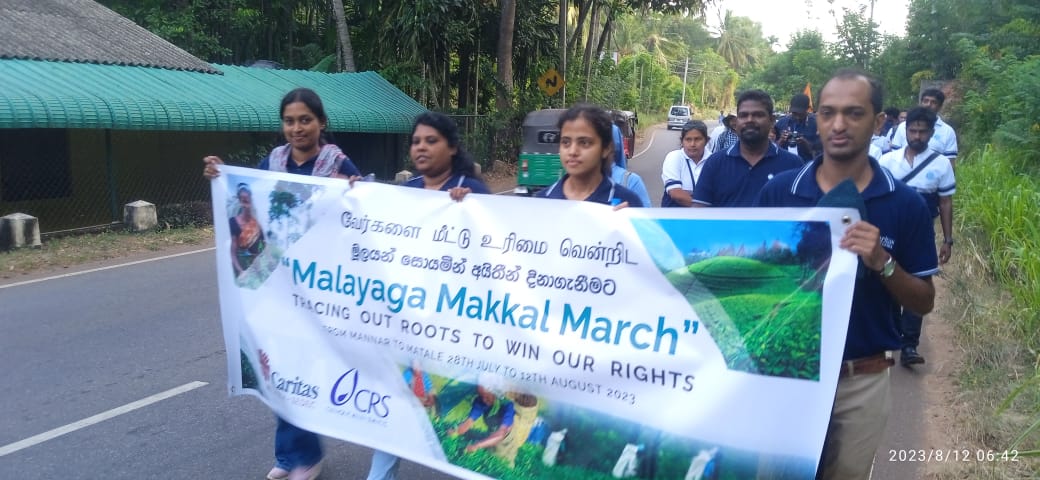 வேர்களை மீட்டு உரிமை வென்றிட
මුලයන් සොයමින් අයිතීන් දිනාගැනීමට
"Malayaga Makkal March"
TRACING OUT ROOTS TO WIN OUR RIGHTS
FROM MANNAR TO MATALE 28TH JULY TO 12TH AUGUST 2023
Caritas
CRS
2023/8/12 06:42